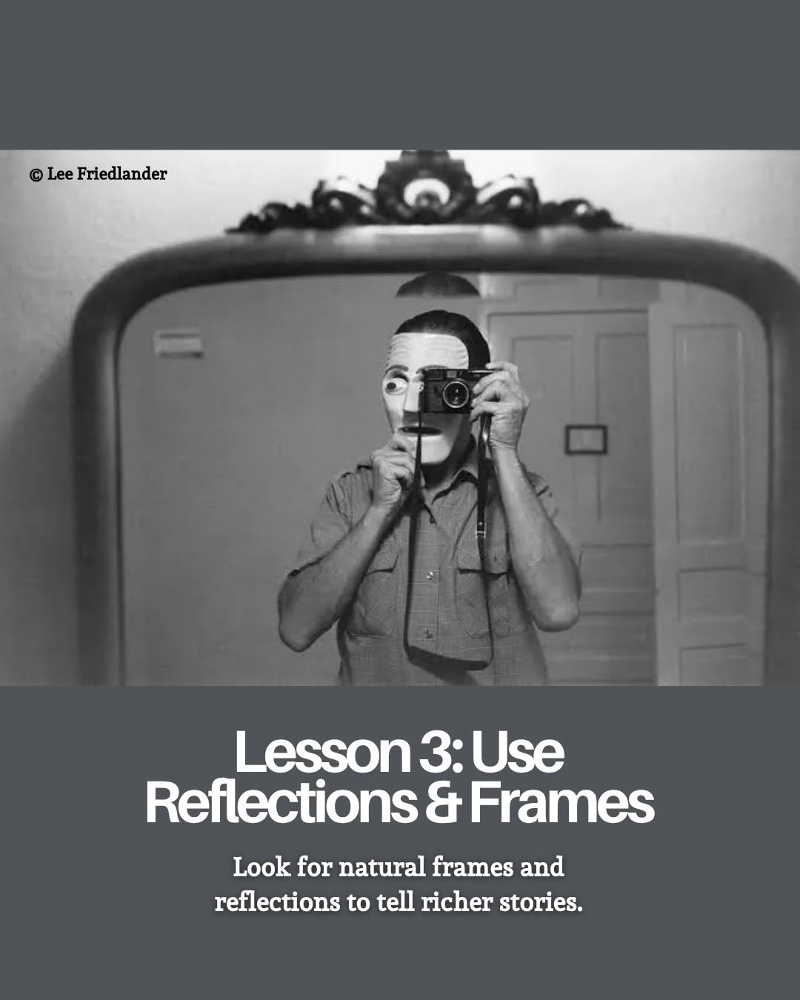 © Lee Friedlander
Lesson 3: Use
Reflections & Frames
Look for natural frames and
reflections to tell richer stories.